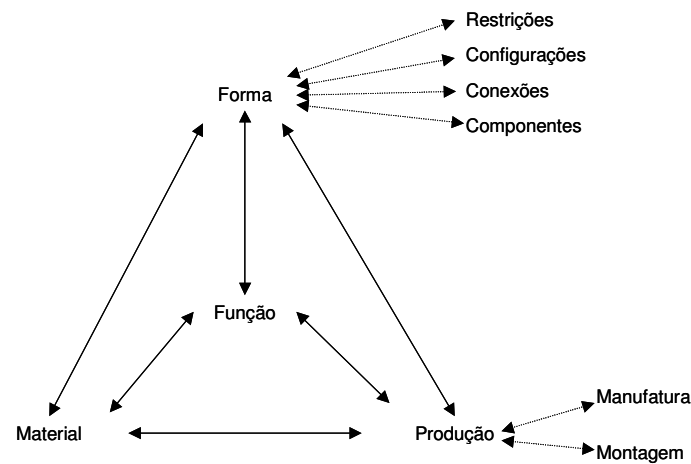 Restrições
Configurações
Forma
Conexões
Componentes
Função
Manufatura
Material
Produção
Montagem